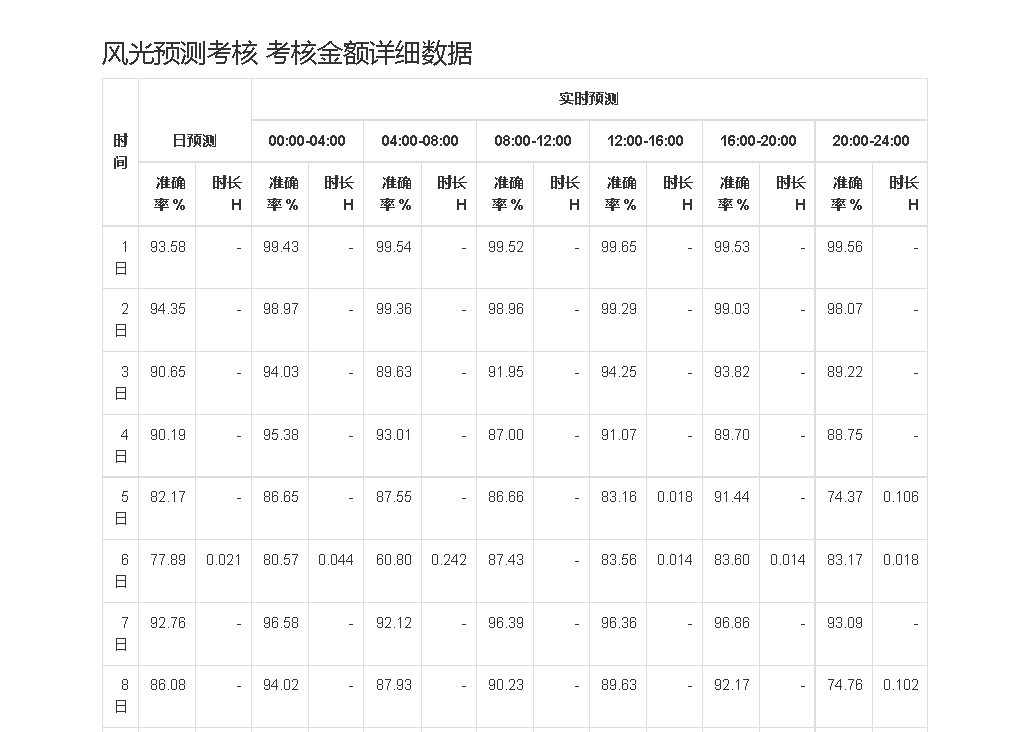 风光预测考核 考核金额详细数据
时间 日预测 实时预测
00:00-04:00 04:00-08:00 08:00-12:00 12:00-16:00 16:00-20:00 20:00-24:00
准确率 % 时长 H 准确率 % 时长 H 准确率 % 时长 H 准确率 % 时长 H 准确率 % 时长 H 准确率 % 时长 H 准确率 % 时长 H
1日 93.58 - 99.43 - 99.54 - 99.52 - 99.65 - 99.53 - 99.56 -
2日 94.35 - 98.97 - 99.36 - 98.96 - 99.29 - 99.03 - 98.07 -
3日 90.65 - 94.03 - 89.63 - 91.95 - 94.25 - 93.82 - 89.22 -
4日 90.19 - 95.38 - 93.01 - 87.00 - 91.07 - 89.70 - 88.75 -
5日 82.17 - 86.65 - 87.55 - 86.66 - 83.16 0.018 91.44 - 74.37 0.106
6日 77.89 0.021 80.57 0.044 60.80 0.242 87.43 - 83.56 0.014 83.60 0.014 83.17 0.018
7日 92.76 - 96.58 - 92.12 - 96.39 - 96.36 - 96.86 - 93.09 -
8日 86.08 - 94.02 - 87.93 - 90.23 - 89.63 - 92.17 - 74.76 0.102